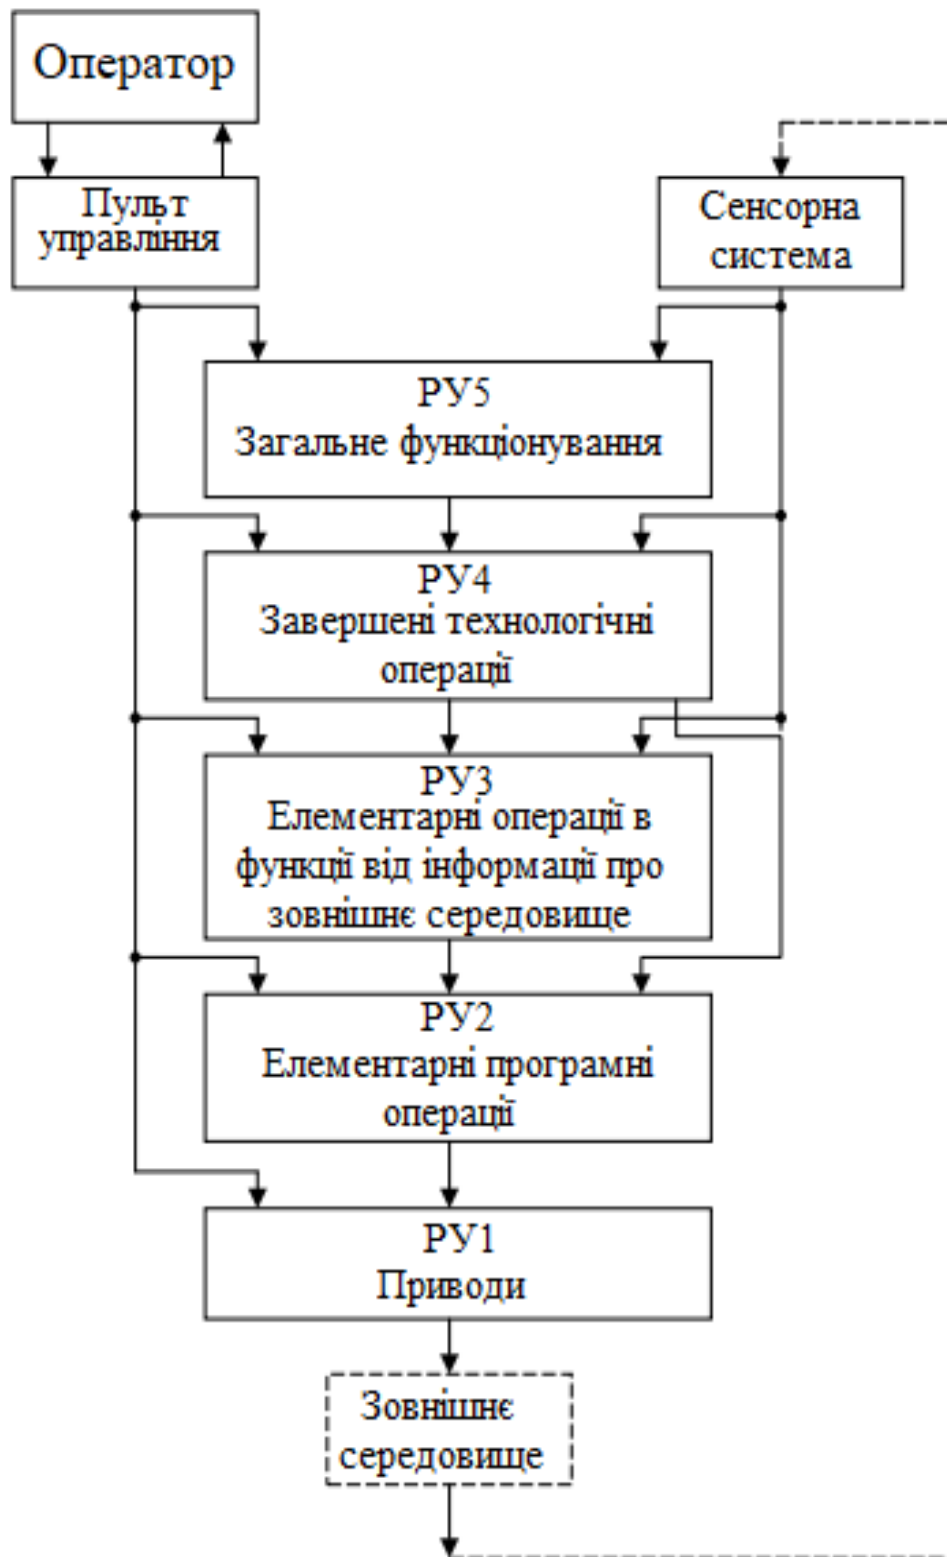 Оператор
Пульт
управління
Сенсорна
система
РУ5
Загальне функціонування
РУ4
Завершені технологічні
операції
РУ3
Елементарні операції в
функції від інформації про
зовнішнє середовище
РУ2
Елементарні програмні
операції
РУ1
Приводи
Зовнішнє
середовище